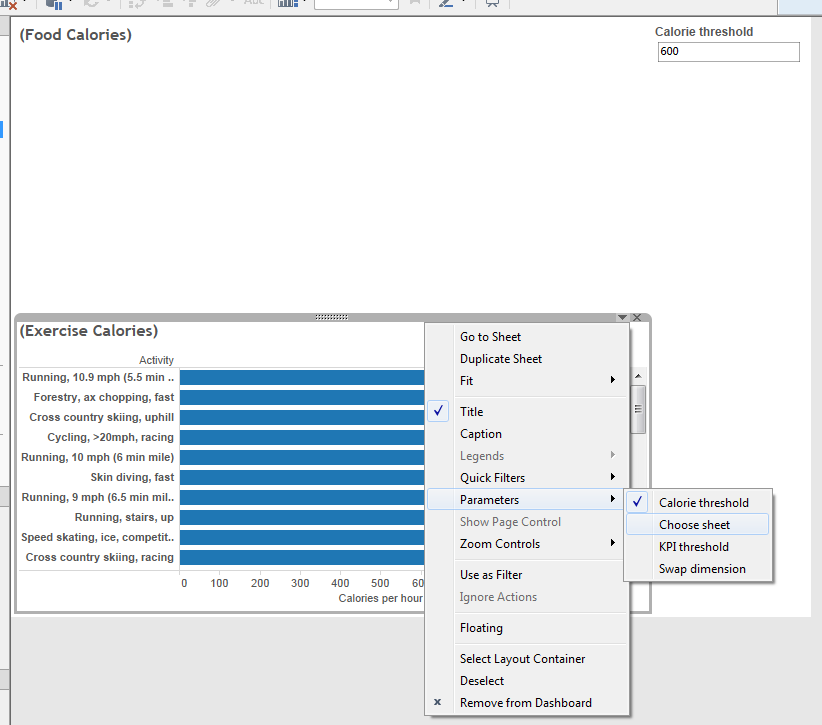 Abc
(Food Calories)
Calorie threshold
600
(Exercise Calories)
Activity
Running, 10.9 mph (5.5 min ..
Forestry, ax chopping, fast
Cross country skiing, uphill
Cycling, >20mph, racing
Running, 10 mph (6 min mile)
Skin diving, fast
Running, 9 mph (6.5 min mil..
Running, stairs, up
Speed skating, ice, competit..
Cross country skiing, racing
0 100 200 300 400 500
Calories per hour
Go to Sheet
Duplicate Sheet
Fit
Title
Caption
Legends
Quick Filters
Parameters
Show Page Control
Zoom Controls
Use as Filter
Ignore Actions
Floating
Select Layout Container
Deselect
Remove from Dashboard
Calorie threshold
Choose sheet
KPI threshold
Swap dimension